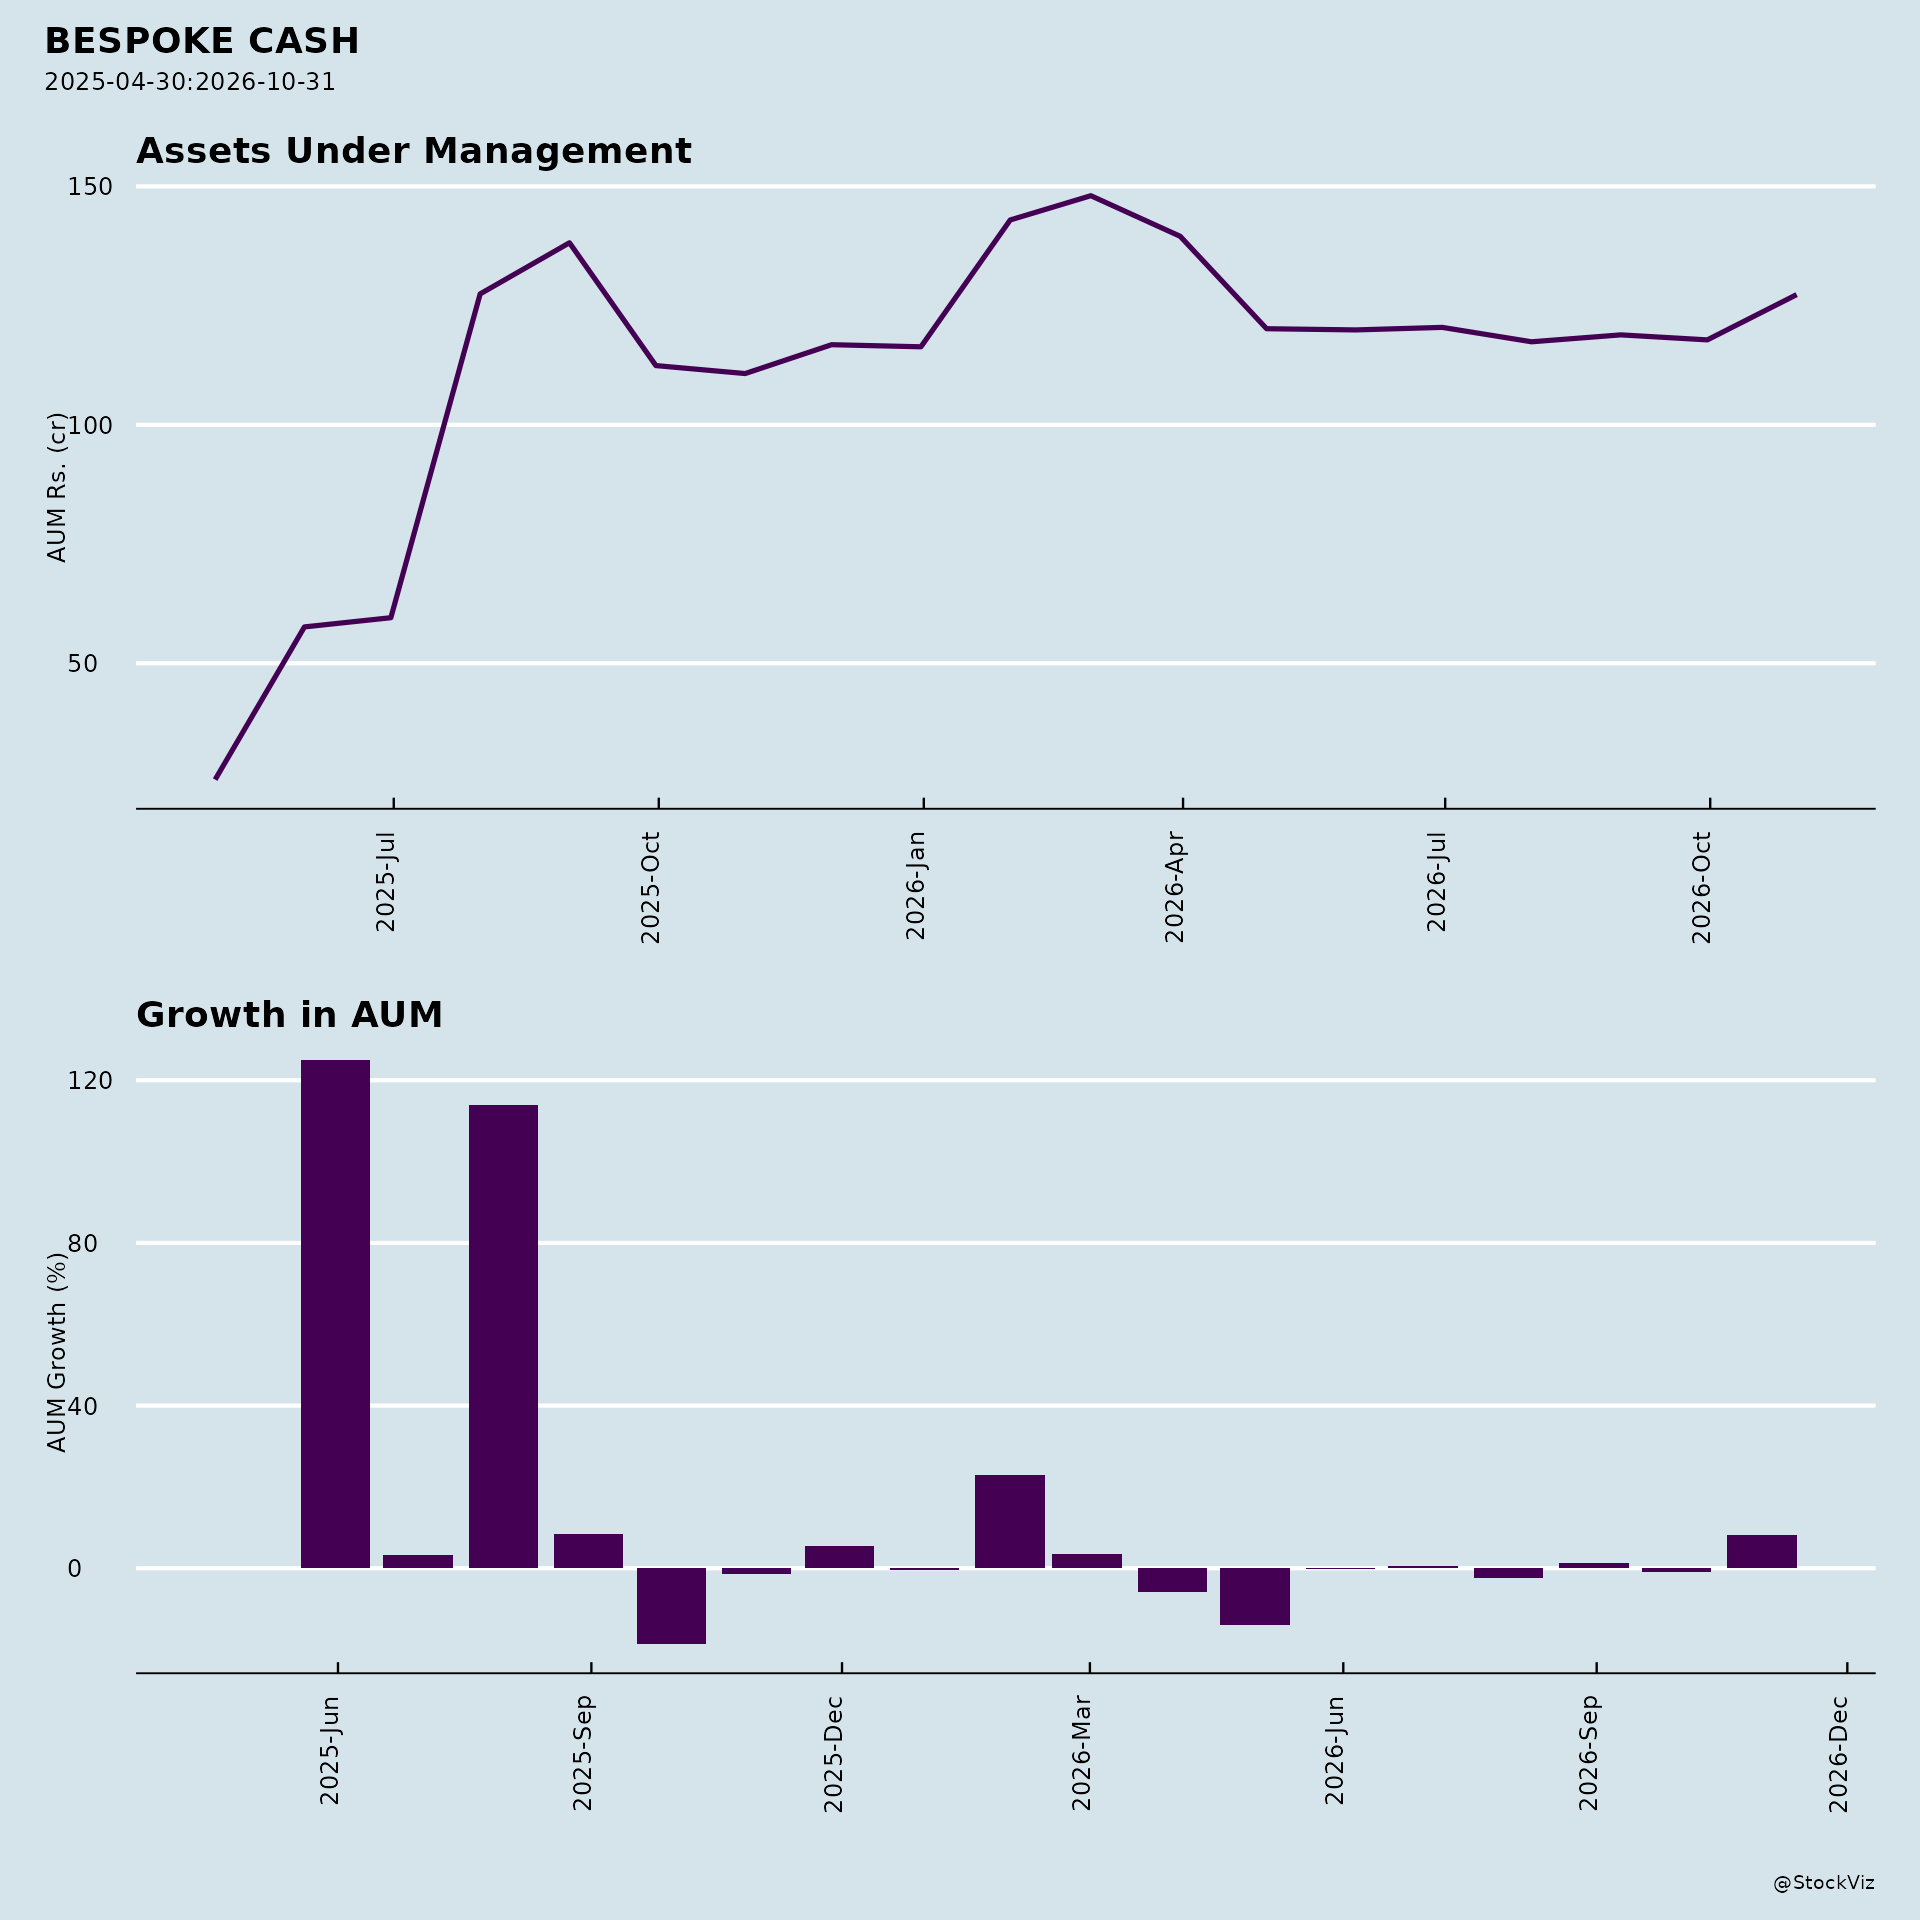 BESPOKE CASH
2025-04-30:2026-10-31
Assets Under Management
150
100
50
AUM Rs. (cr)
2025-Jul
2025-Oct
2026-Jan
2026-Apr
2026-Jul
2026-Oct
Growth in AUM
120
80
40
0
AUM Growth (%)
2025-Jun
2025-Sep
2025-Dec
2026-Mar
2026-Jun
2026-Sep
2026-Dec
@StockViz